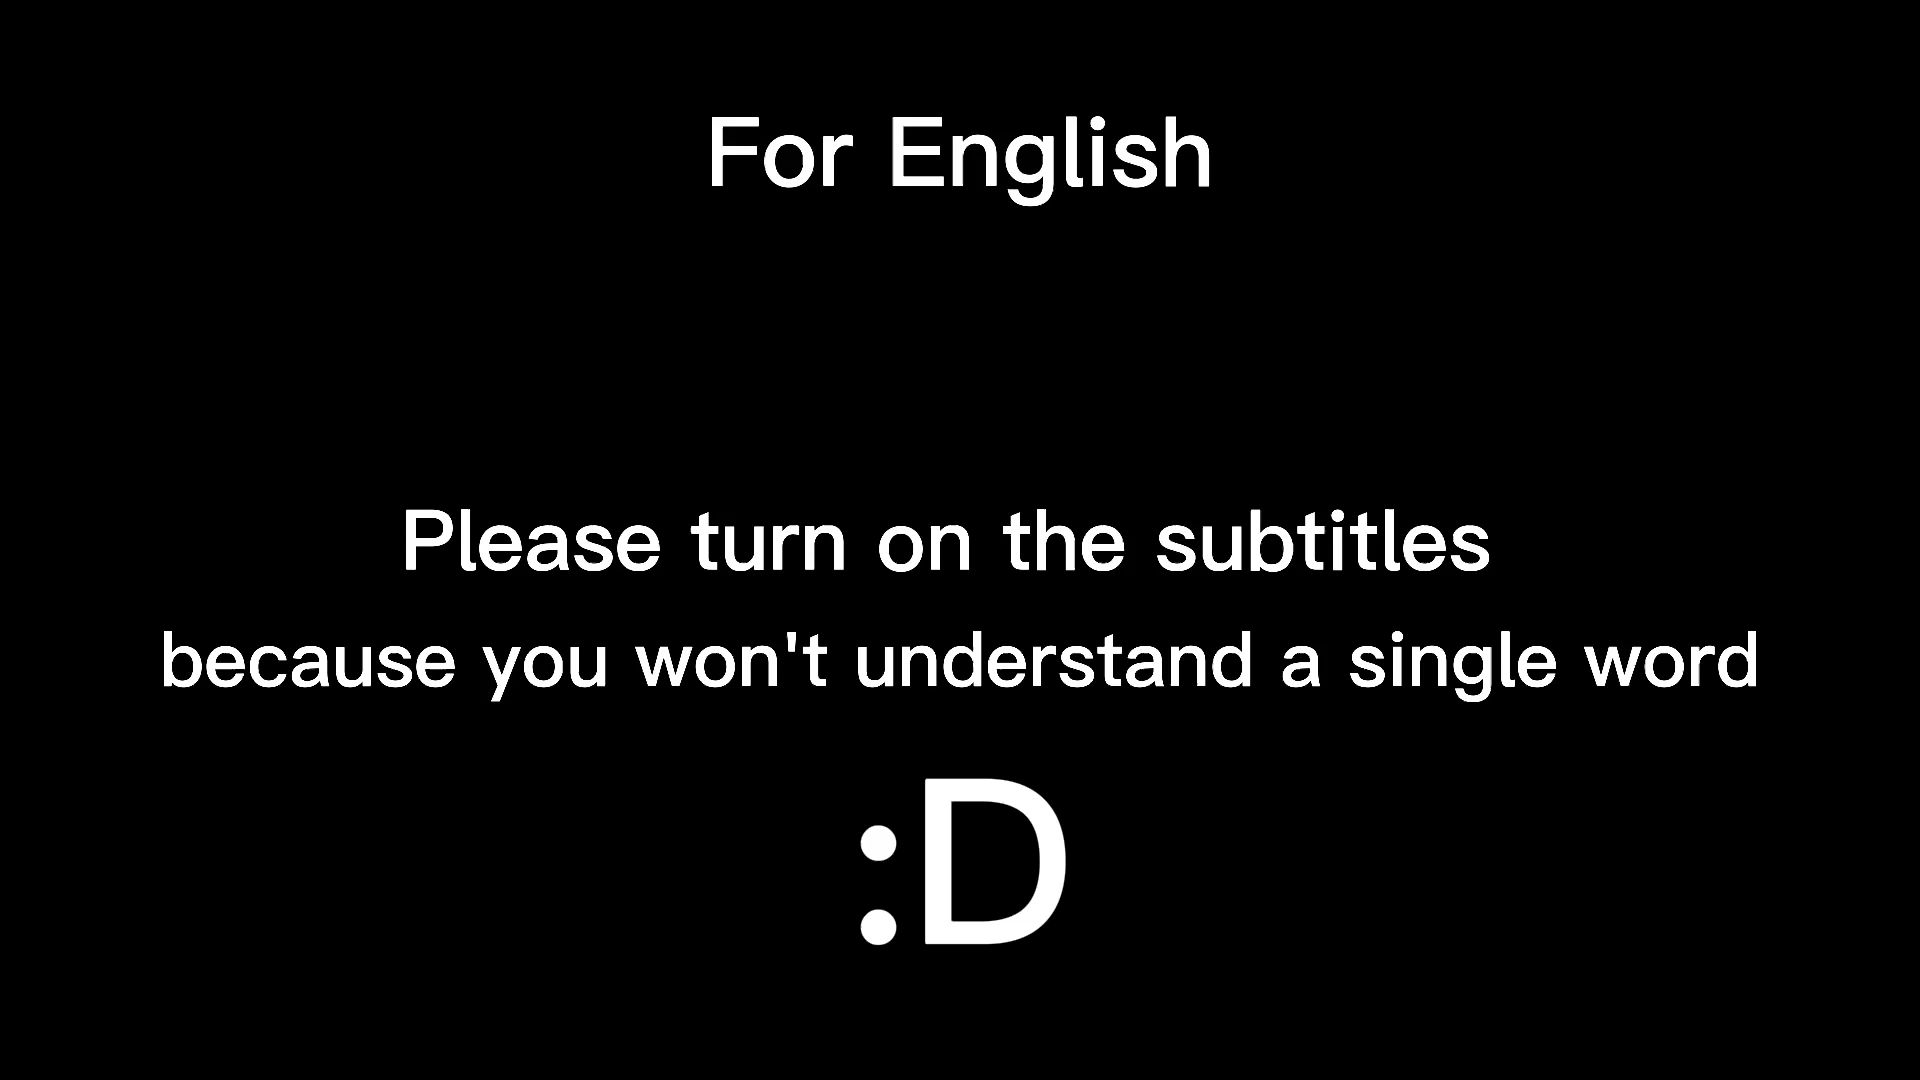 For English
Please turn on the subtitles
because you won't understand a single word
:D